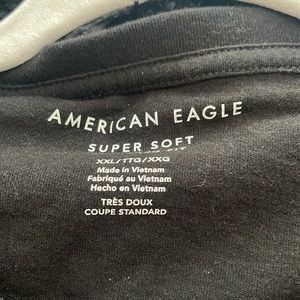 AMERICAN EAGLE
SUPER SOFT
XXL/TTG/XXG
Made in Vietnam
Fabriqué au Vietnam
Hecho en Vietnam
TRÈS DOUX
COUPE STANDARD